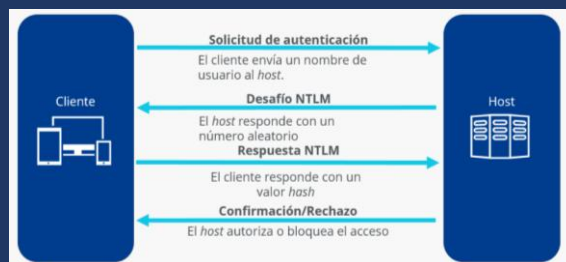 Solicitud de autenticación
El cliente envía un nombre de
usuario al host.
Cliente
Host
Desafío NTLM
El host responde con un
número aleatorio
Respuesta NTLM
El cliente responde con un
valor hash
Confirmación/Rechazo
El host autoriza o bloquea el acceso